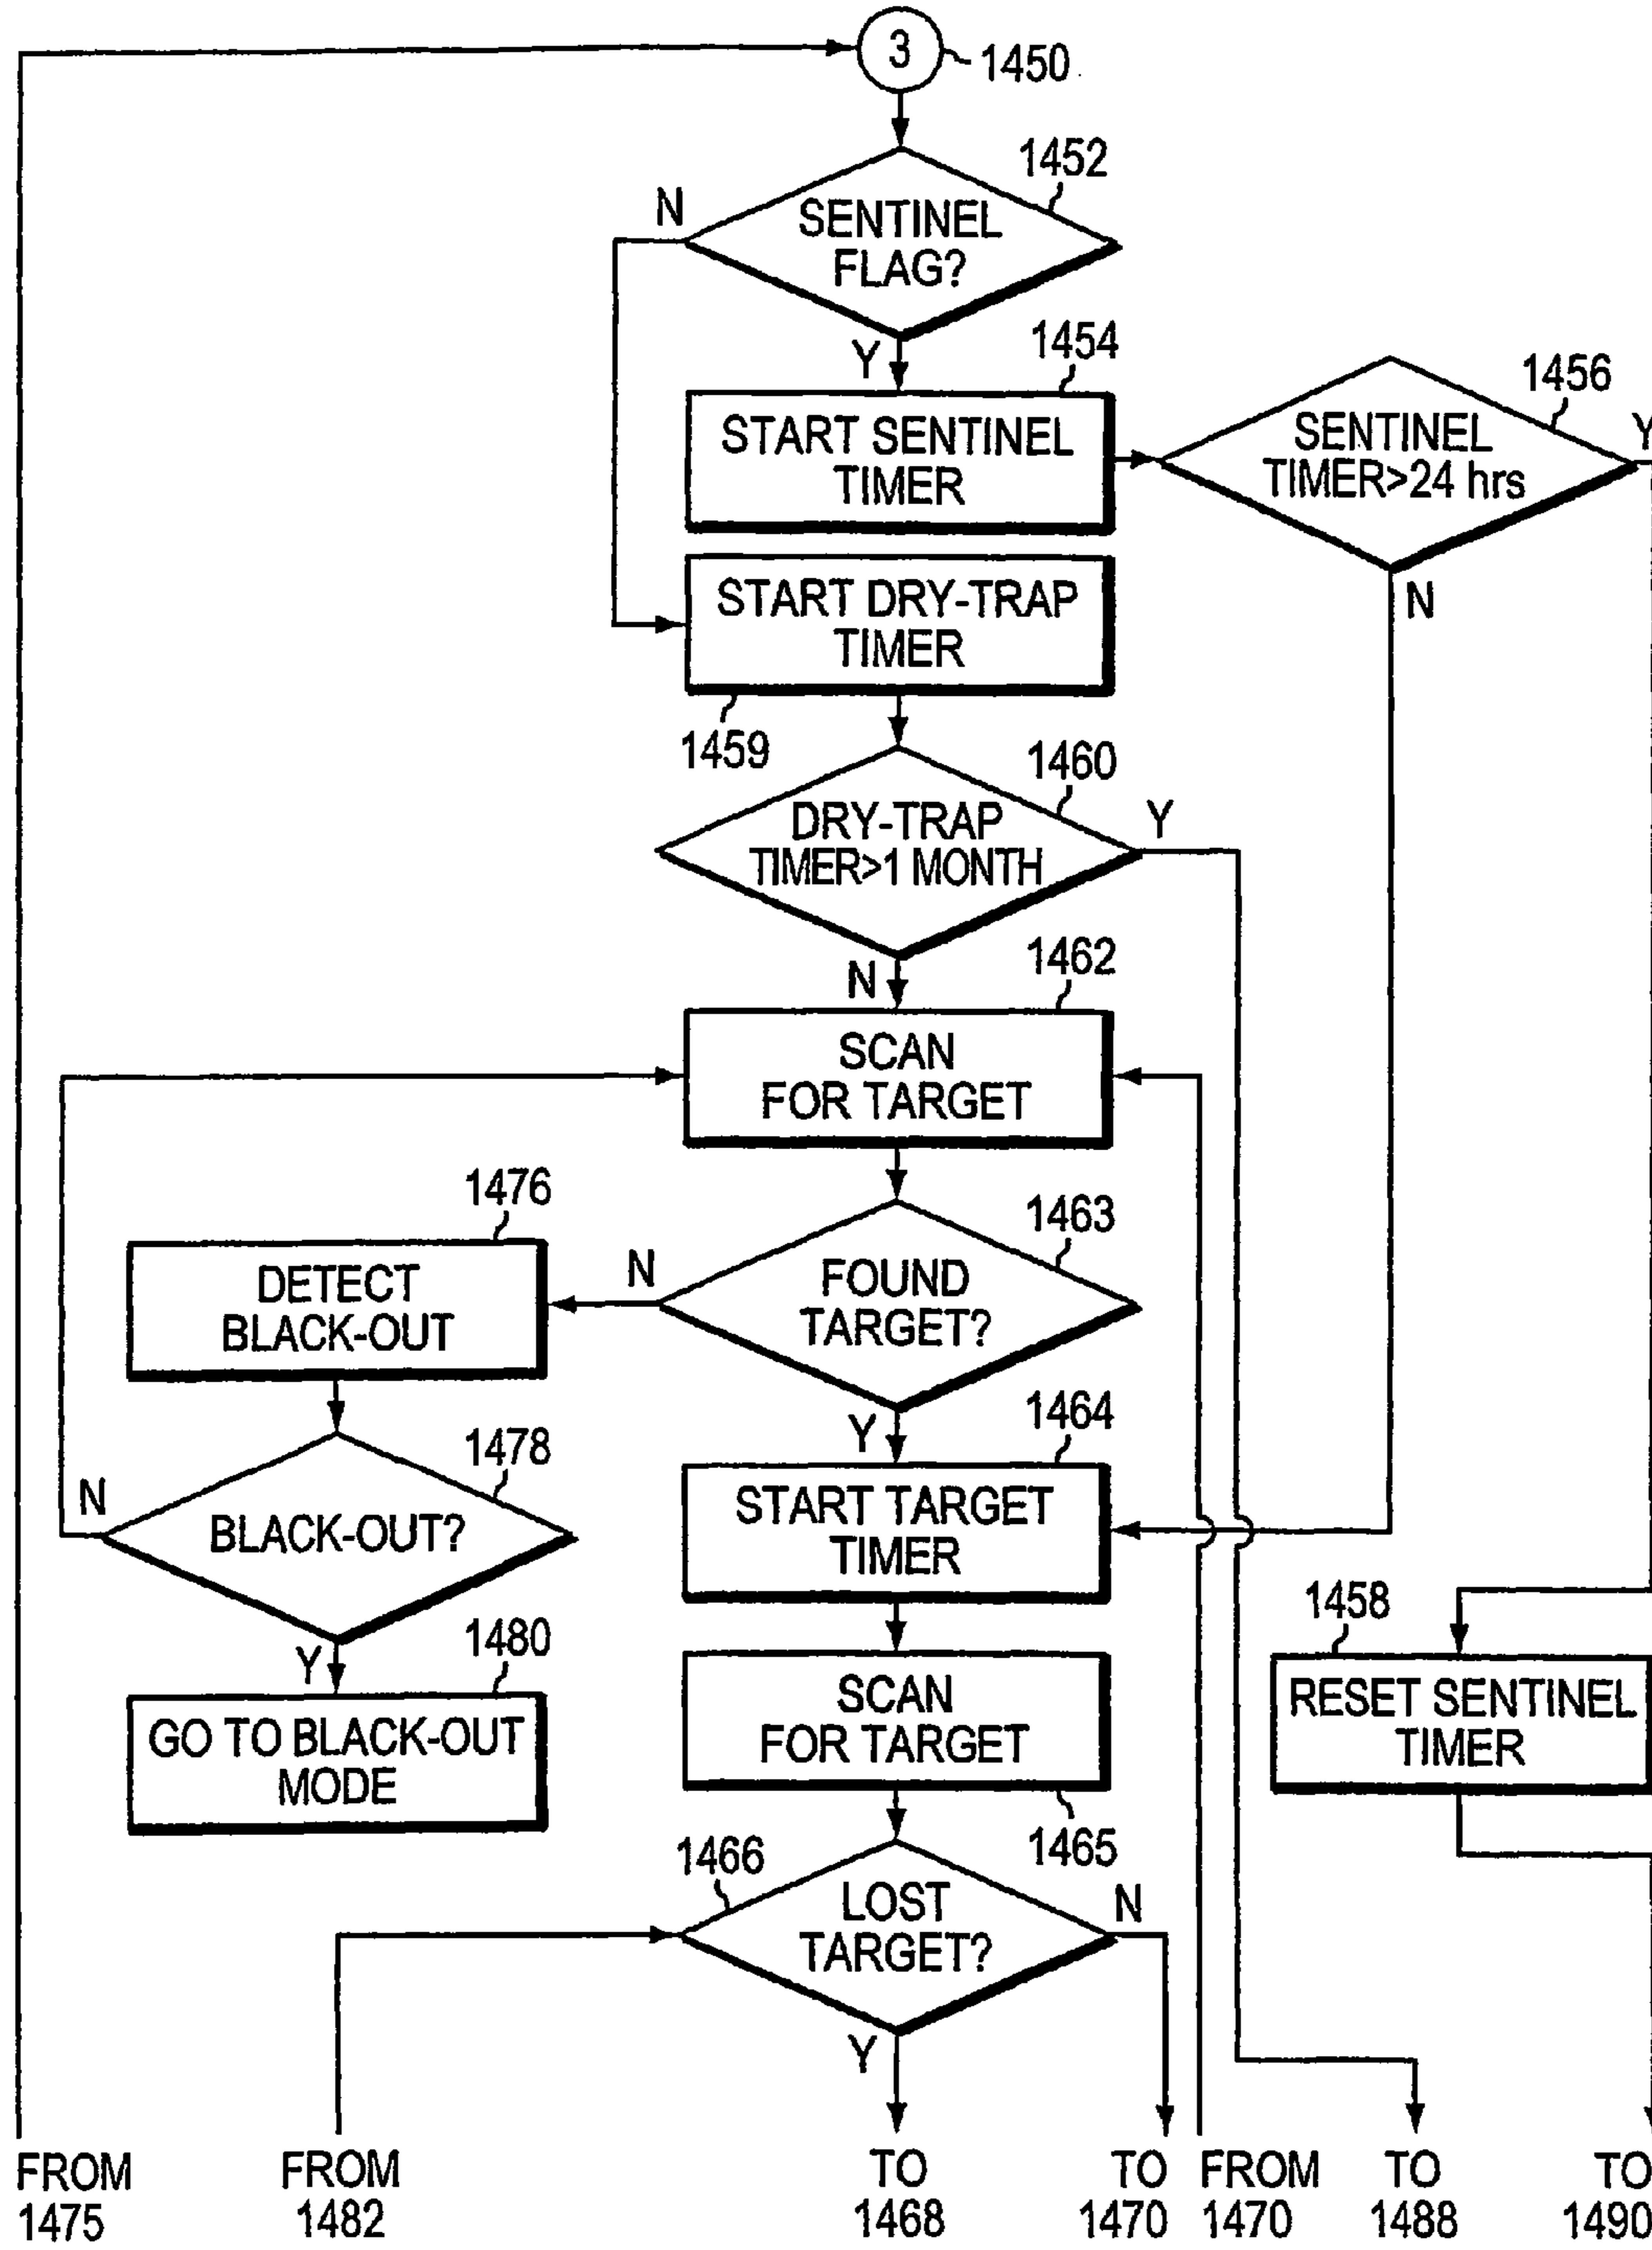 3
1450
1452
N
SENTINEL
FLAG?
Y
1454
START SENTINEL
TIMER
1456
SENTINEL
TIMER>24 hrs
Y
N
START DRY-TRAP
TIMER
1459
1460
DRY-TRAP
TIMER>1 MONTH
Y
N
1462
SCAN
FOR TARGET
1476
DETECT
BLACK-OUT
N
1463
FOUND
TARGET?
Y
1464
START TARGET
TIMER
1478
N
BLACK-OUT?
Y
1480
GO TO BLACK-OUT
MODE
1458
RESET SENTINEL
TIMER
SCAN
FOR TARGET
1465
1466
LOST
TARGET?
N
Y
FROM
1475
FROM
1482
TO
1468
TO
1470
FROM
1470
TO
1488
TO
1490